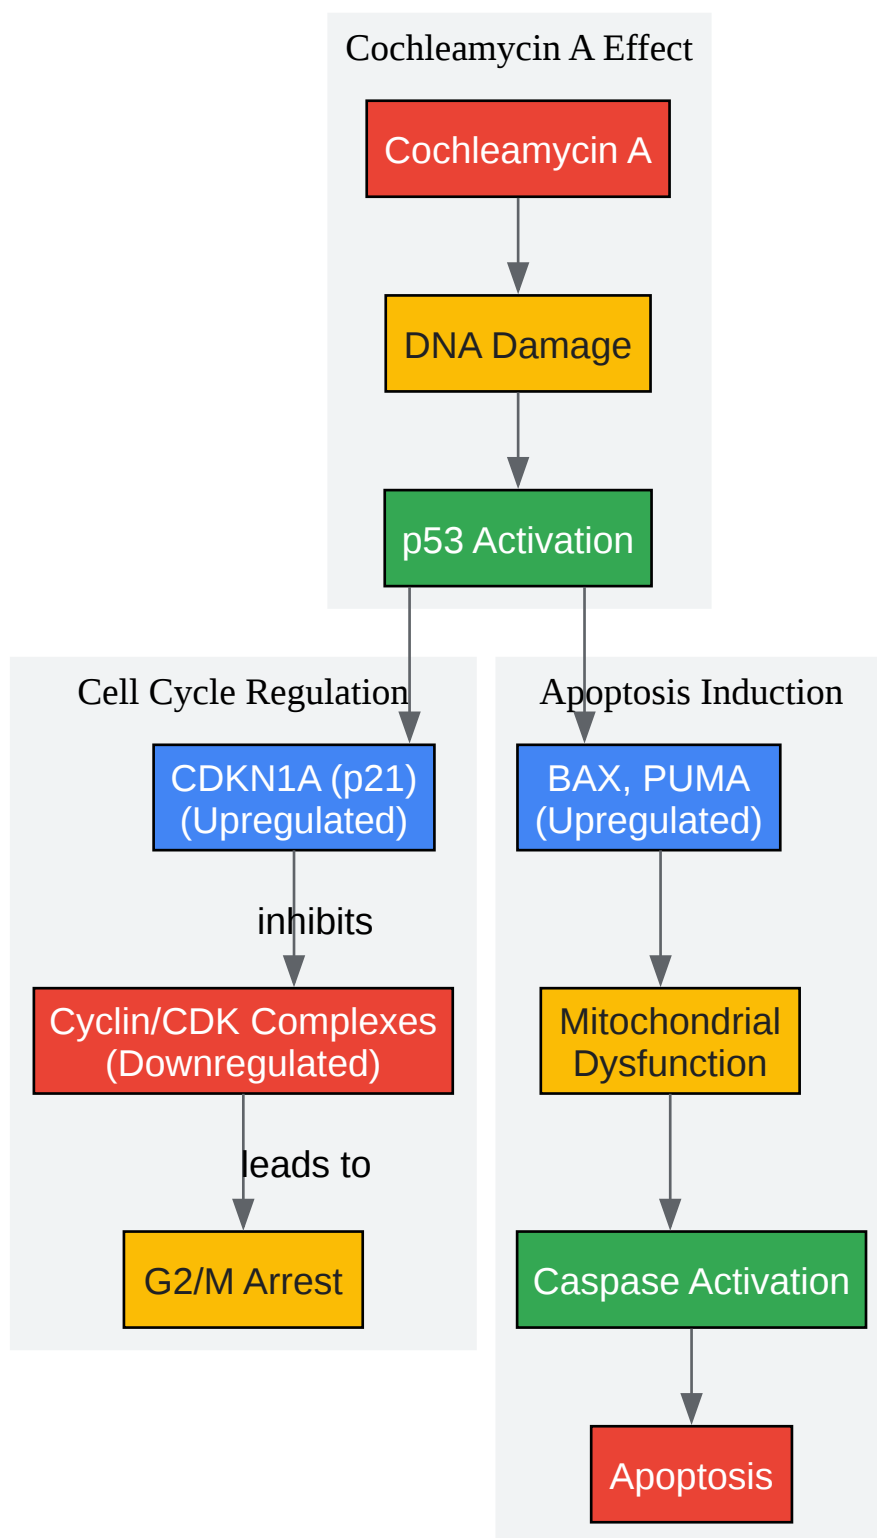 Cochleamycin A Effect
Cochleamycin A
DNA Damage
p53 Activation
Cell Cycle Regulation
CDKN1A (p21)
(Upregulated)
inhibits
Cyclin/CDK Complexes
(Downregulated)
leads to
G2/M Arrest
Apoptosis Induction
BAX, PUMA
(Upregulated)
Mitochondrial
Dysfunction
Caspase Activation
Apoptosis